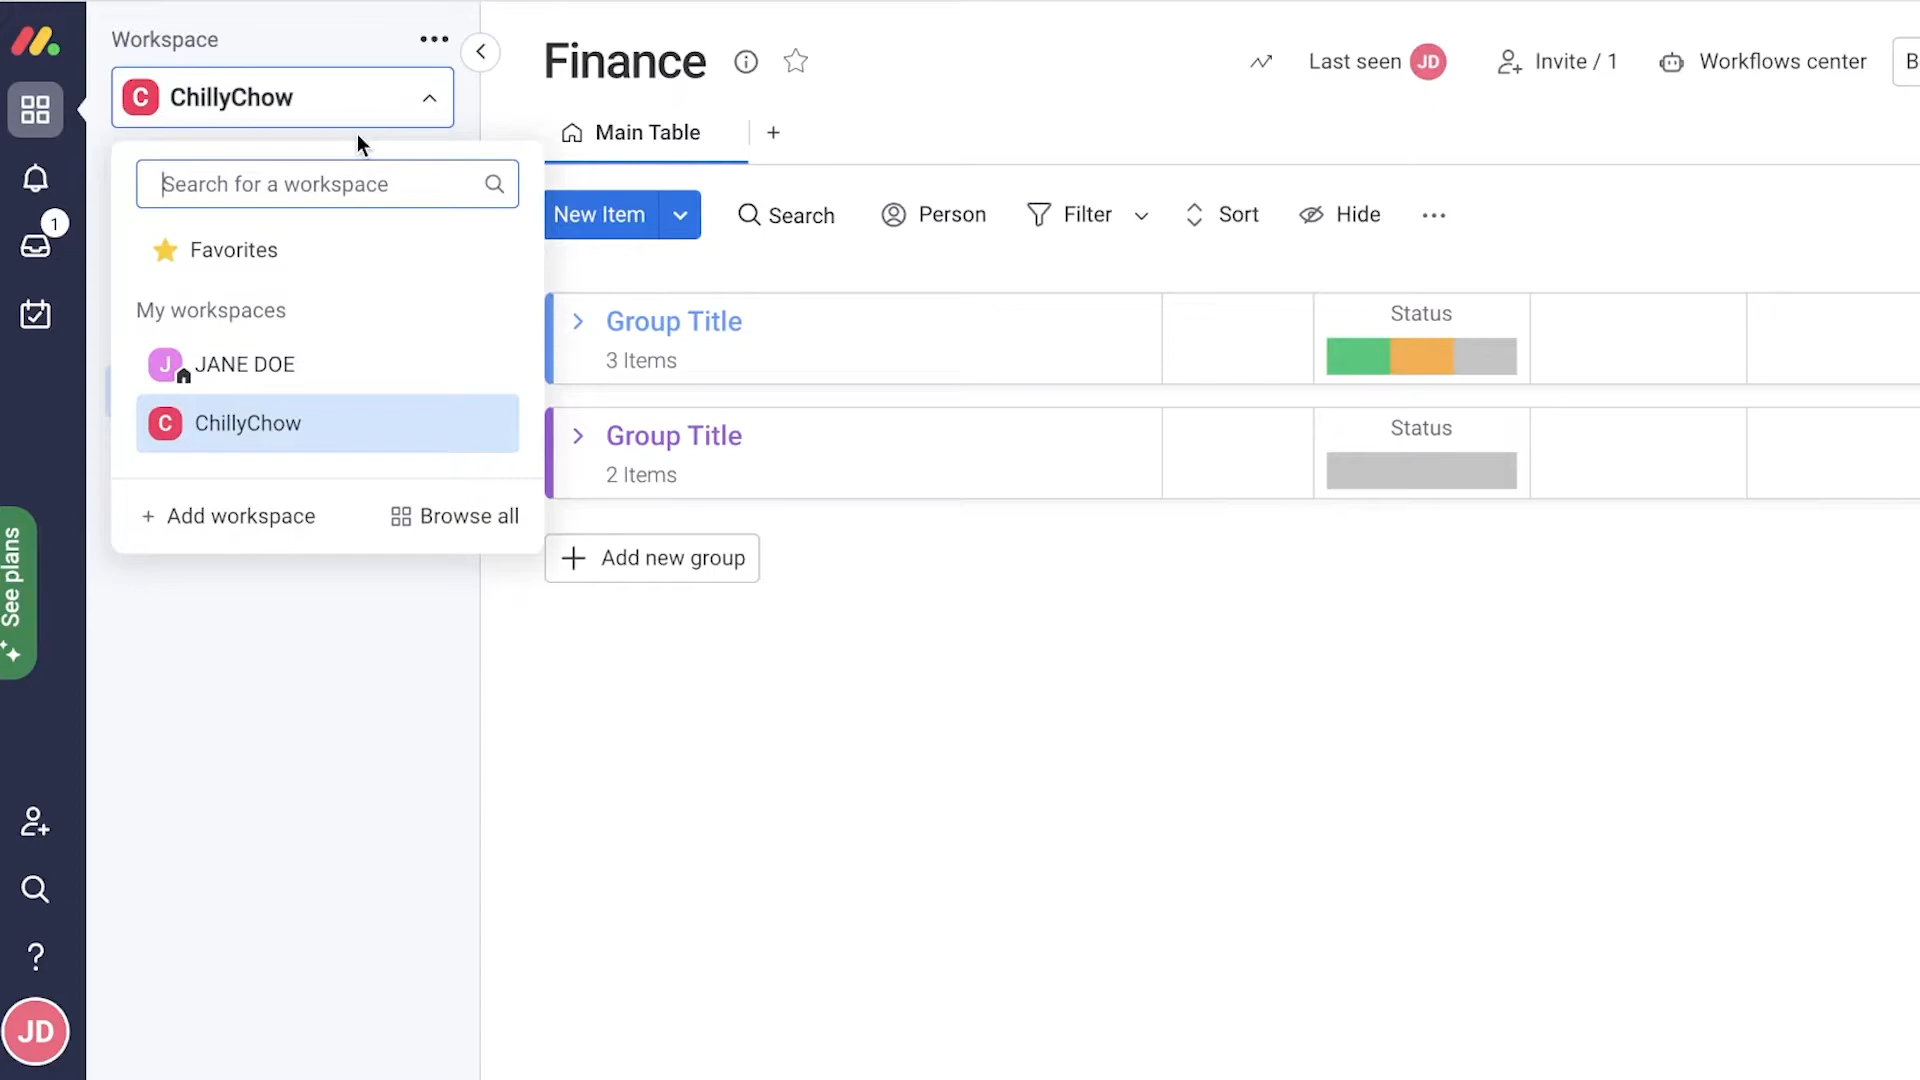 Workspace
C ChillyChow
Search for a workspace
Favorites
My workspaces
J JANE DOE
C ChillyChow
+ Add workspace
Browse all
1
See plans
?
JD
Finance
Last seen JD
Invite / 1
Workflows center
B
Main Table
+
New Item
Search
Person
Filter
Sort
Hide
Group Title
3 Items
Status
Group Title
2 Items
Status
+ Add new group